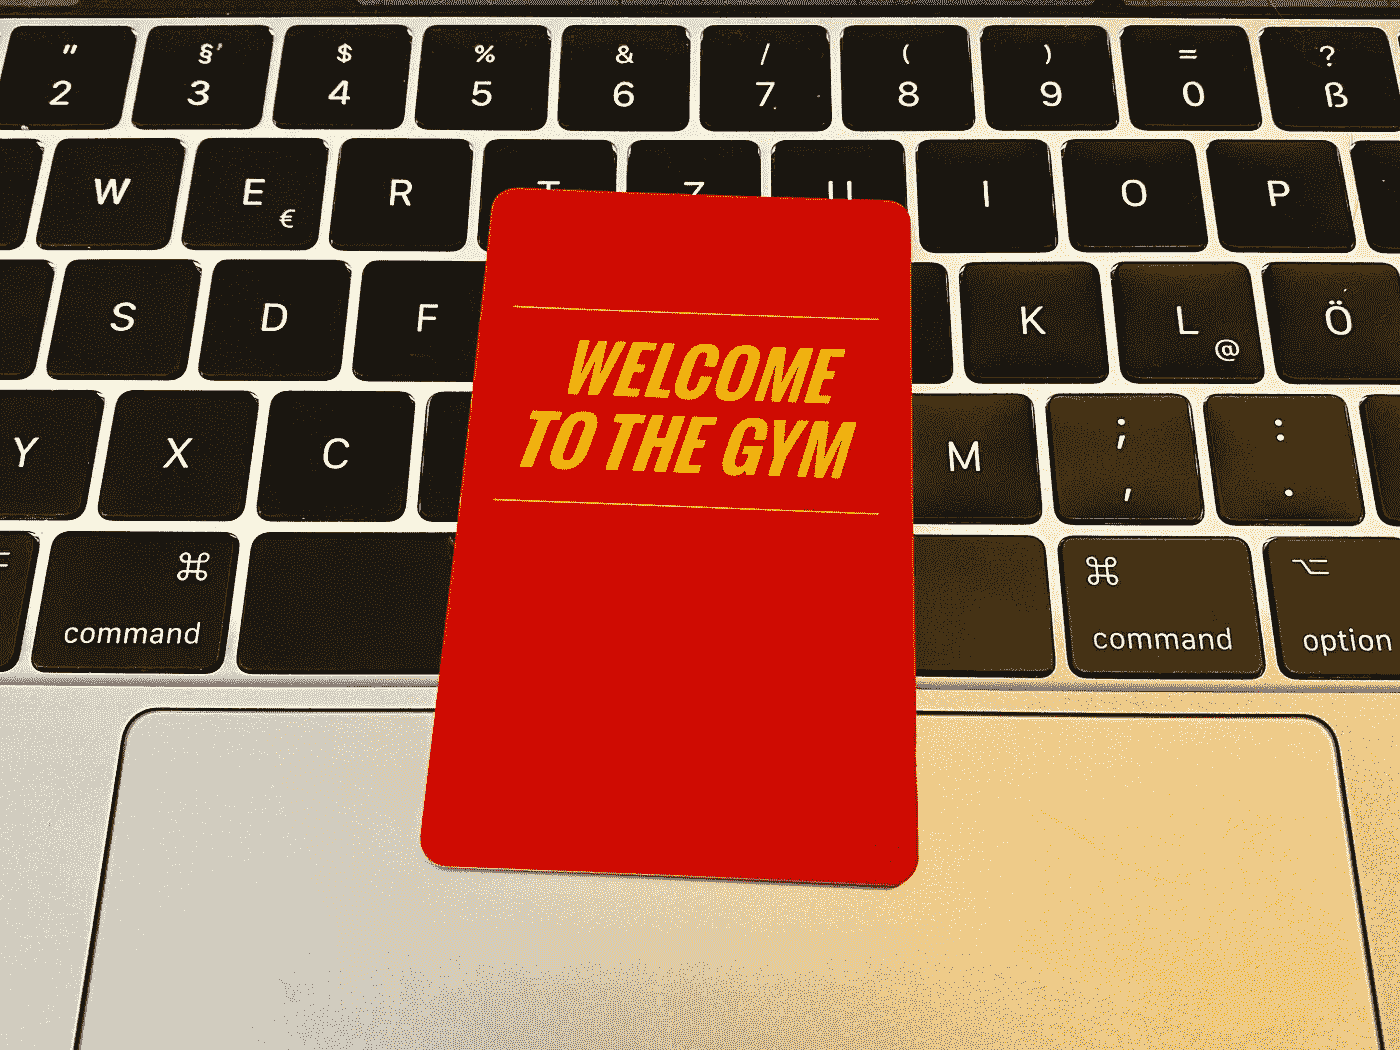 " § ' $ % & / ( ) = ?
2 3 4 5 6 7 8 9 0 ß
W E R T Z U I O P
€
S D F K L Ö
@
WELCOME
TO THE GYM
Y X C M ; :
, .
⌘ ⌘ ⌥
command command option